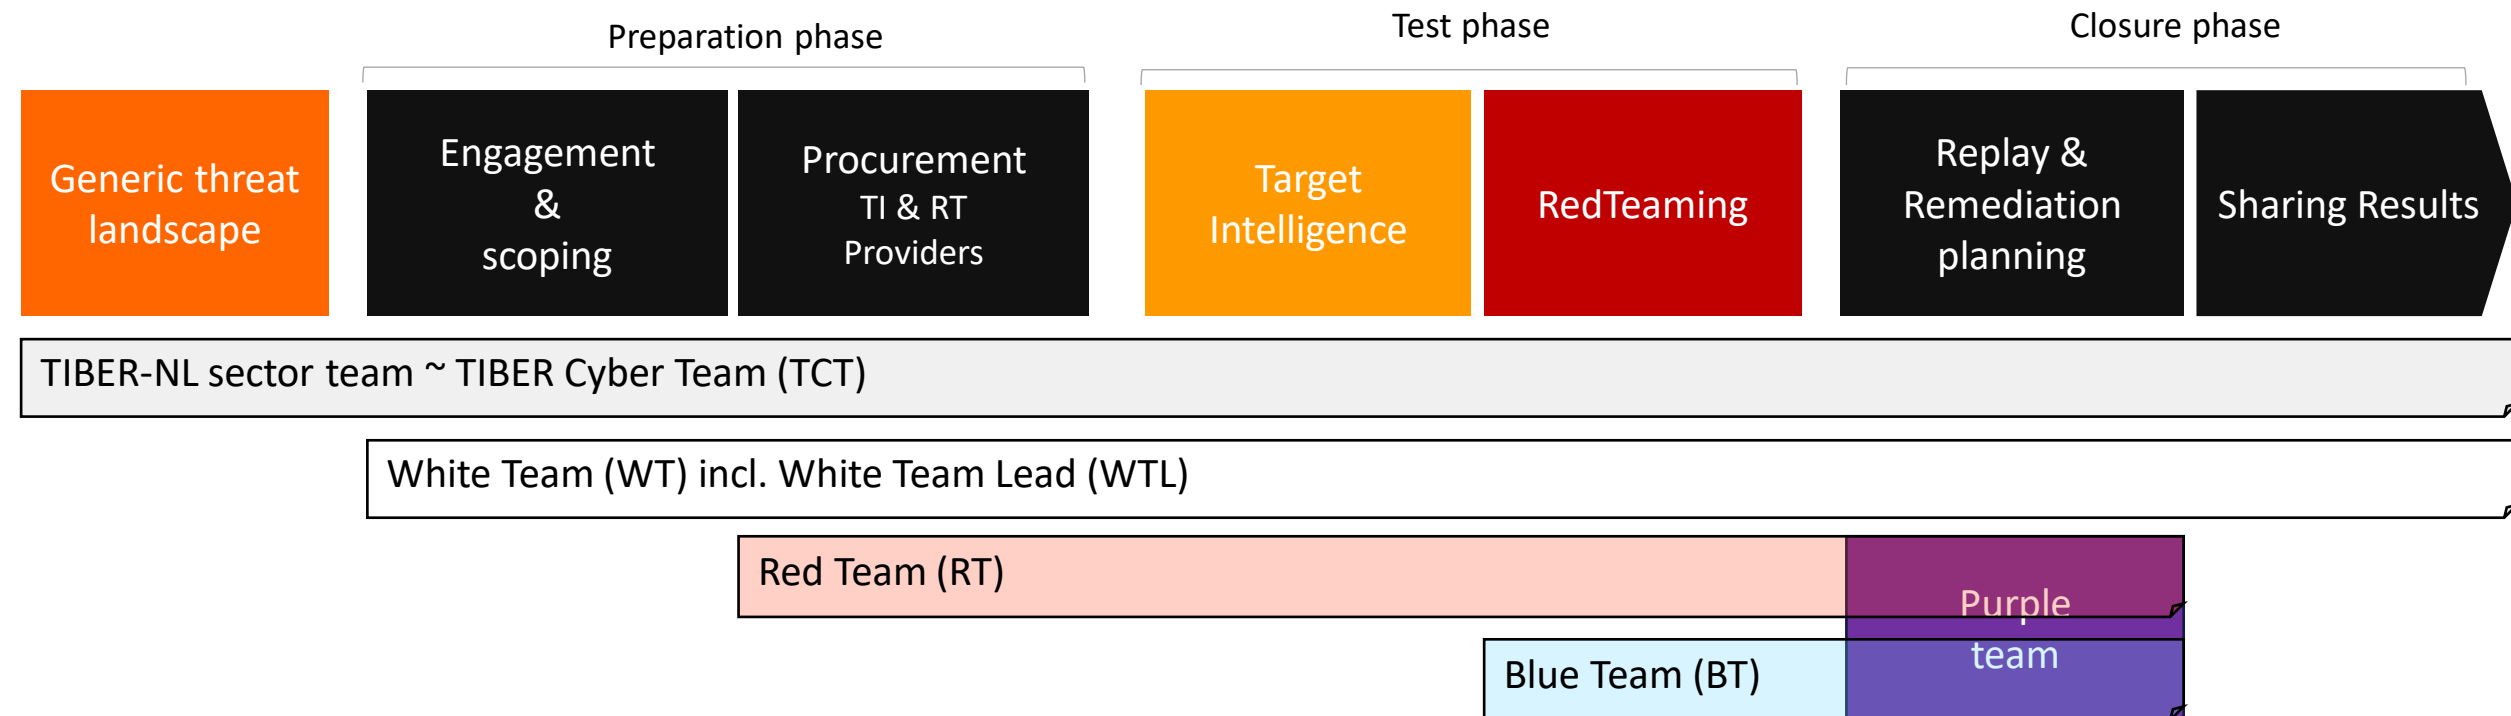 Preparation phase
Test phase
Closure phase
Generic threat
landscape
Engagement
&
scoping
Procurement
TI & RT
Providers
Target
Intelligence
RedTeaming
Replay &
Remediation
planning
Sharing Results
TIBER-NL sector team ~ TIBER Cyber Team (TCT)
White Team (WT) incl. White Team Lead (WTL)
Red Team (RT)
Purple
team
Blue Team (BT)